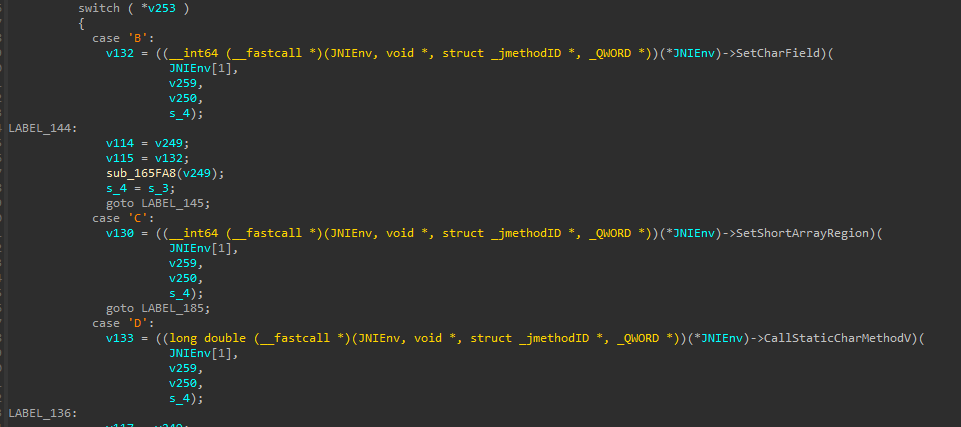 switch ( *v253 )
{
case 'B':
v132 = ((__int64 (__fastcall *)(JNIEnv, void *, struct _jmethodID *, _QWORD *))(*JNIEnv)->SetCharField)(
JNIEnv[1],
v259,
v250,
s_4);
LABEL_144:
v114 = v249;
v115 = v132;
sub_165FA8(v249);
s_4 = s_3;
goto LABEL_145;
case 'C':
v130 = ((__int64 (__fastcall *)(JNIEnv, void *, struct _jmethodID *, _QWORD *))(*JNIEnv)->SetShortArrayRegion)(
JNIEnv[1],
v259,
v250,
s_4);
goto LABEL_185;
case 'D':
v133 = ((long double (__fastcall *)(JNIEnv, void *, struct _jmethodID *, _QWORD *))(*JNIEnv)->CallStaticCharMethodV)(
JNIEnv[1],
v259,
v250,
s_4);
LABEL_136: